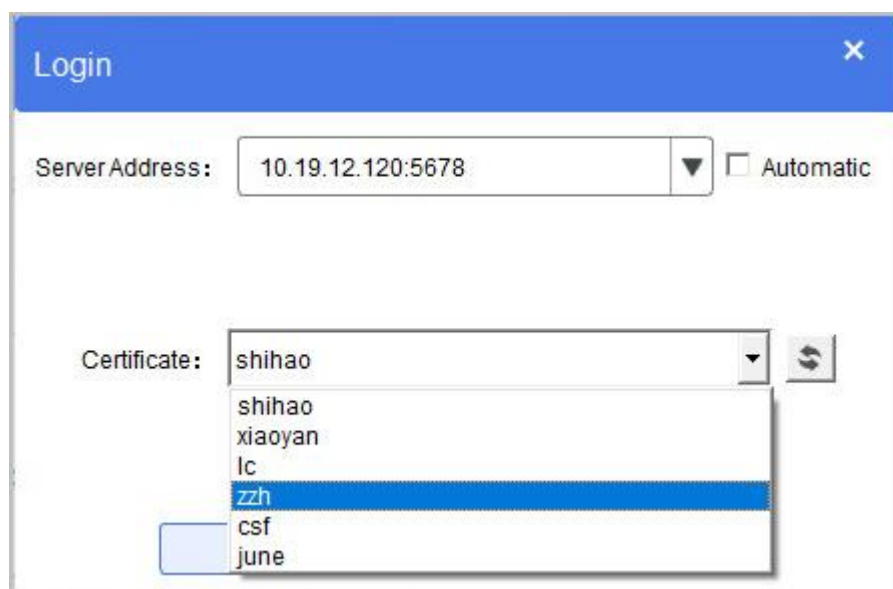 Login
Server Address: 10.19.12.120:5678 Automatic
Certificate: shihao
shihao
xiaoyan
lc
zzh
csf
june